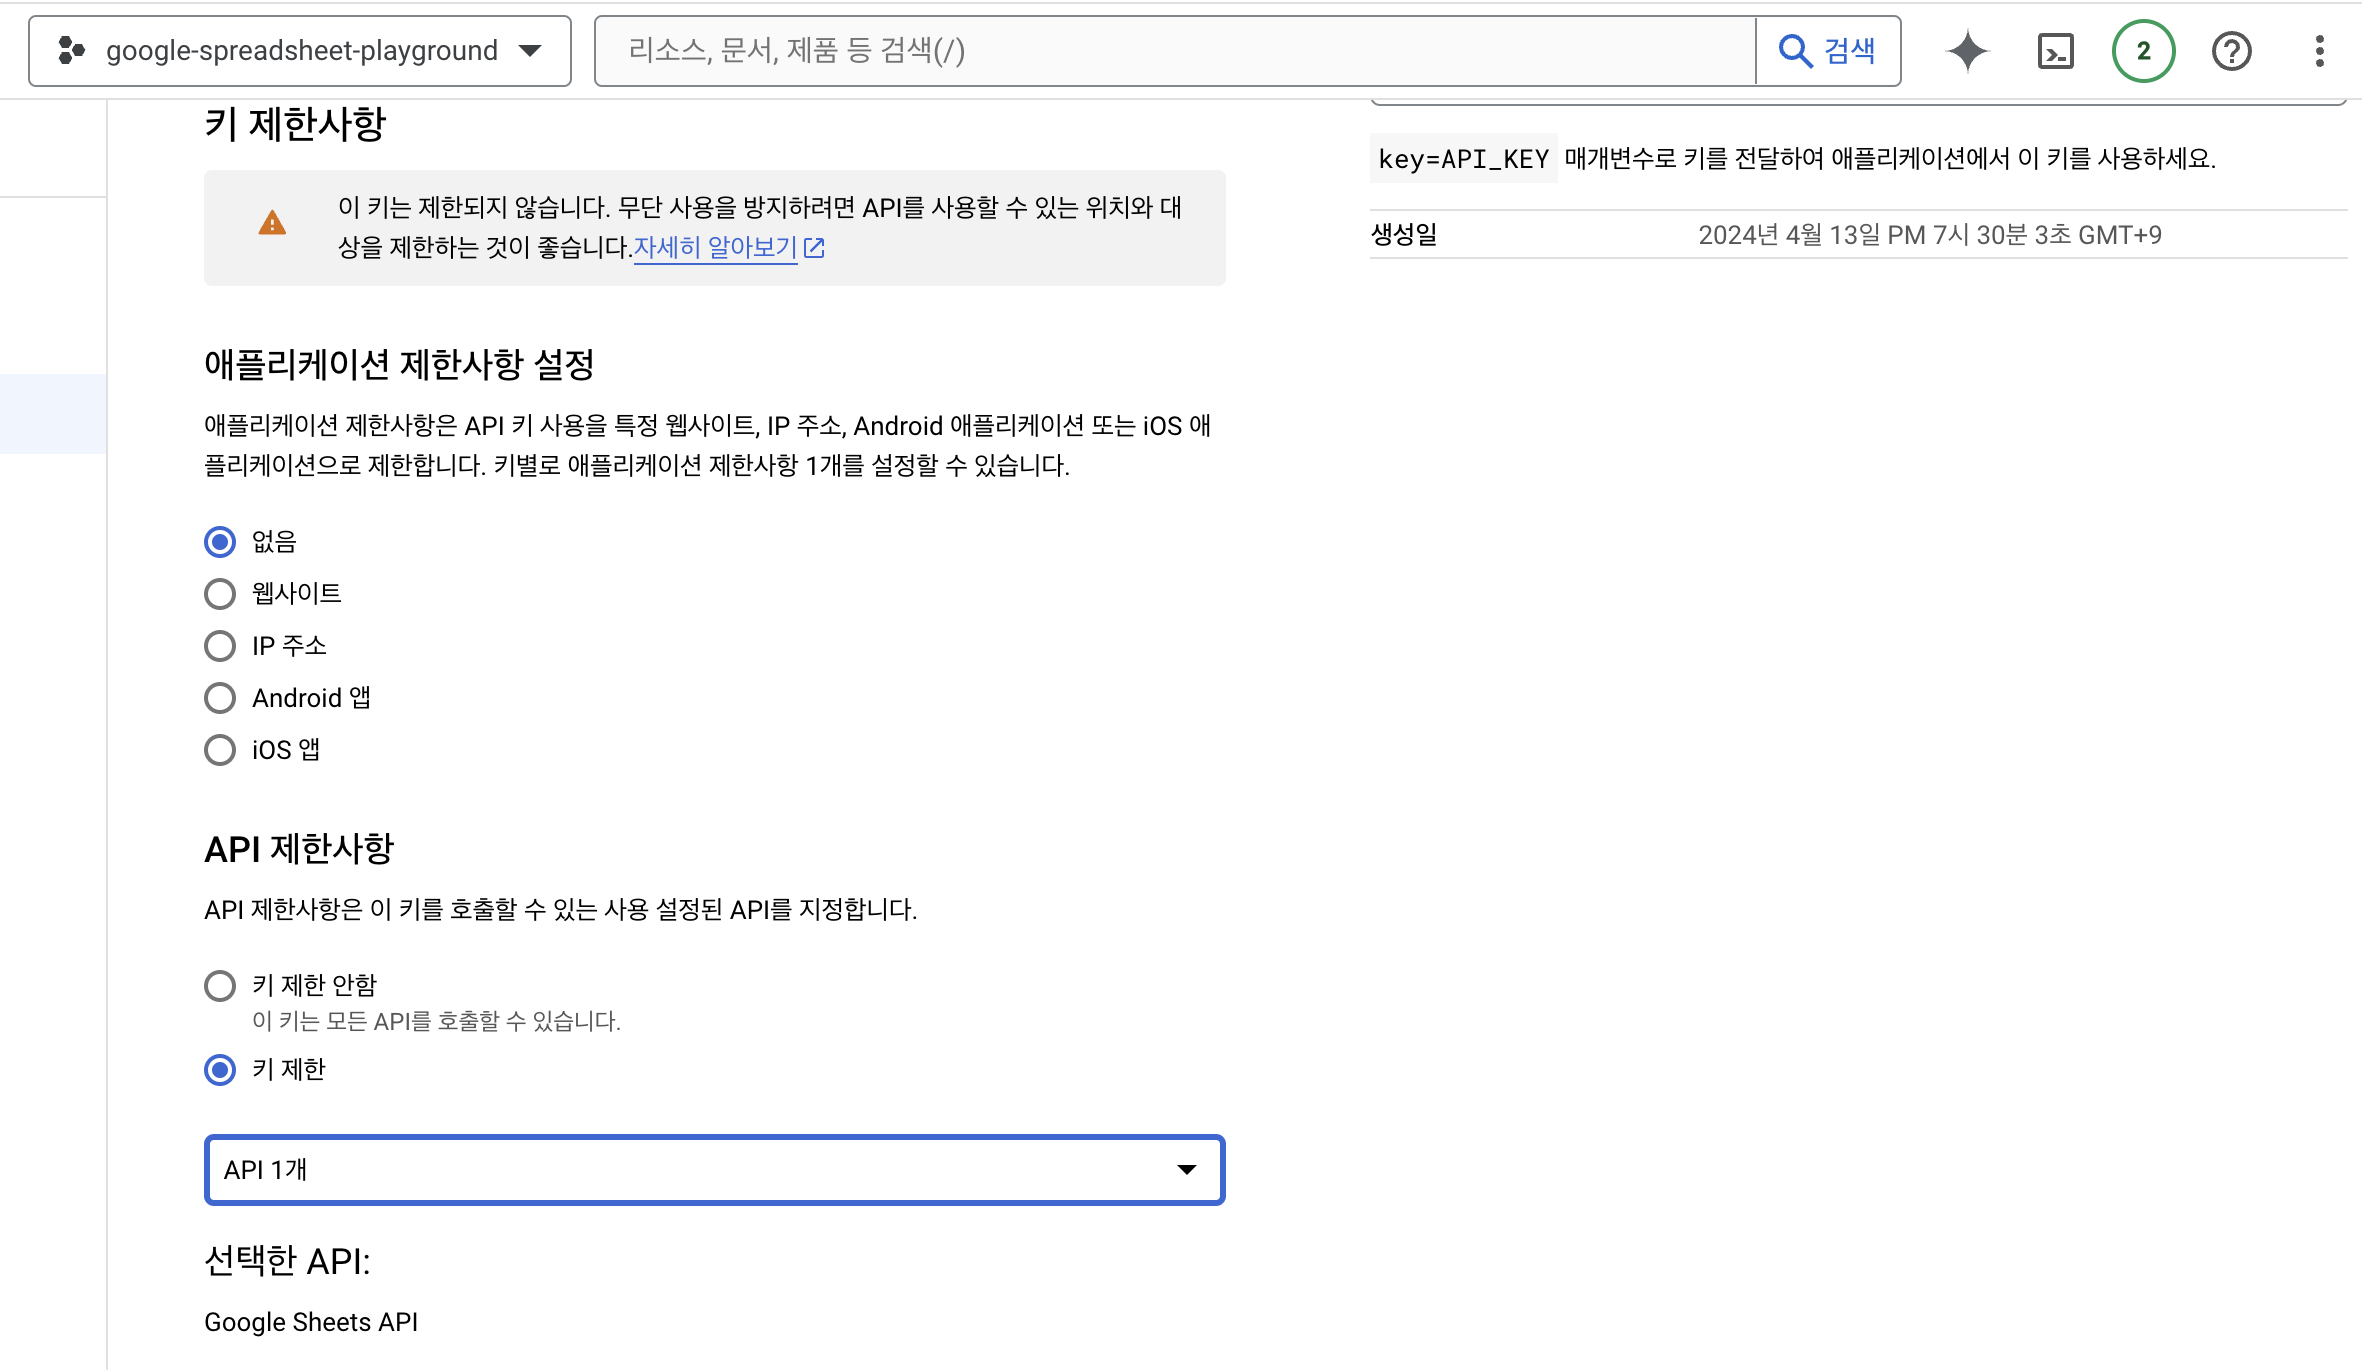 google-spreadsheet-playground
리소스, 문서, 제품 등 검색(/)
검색
2
키 제한사항
이 키는 제한되지 않습니다. 무단 사용을 방지하려면 API를 사용할 수 있는 위치와 대
상을 제한하는 것이 좋습니다.자세히 알아보기
애플리케이션 제한사항 설정
애플리케이션 제한사항은 API 키 사용을 특정 웹사이트, IP 주소, Android 애플리케이션 또는 iOS 애
플리케이션으로 제한합니다. 키별로 애플리케이션 제한사항 1개를 설정할 수 있습니다.
없음
웹사이트
IP 주소
Android 앱
iOS 앱
API 제한사항
API 제한사항은 이 키를 호출할 수 있는 사용 설정된 API를 지정합니다.
키 제한 안함
이 키는 모든 API를 호출할 수 있습니다.
키 제한
API 1개
선택한 API:
Google Sheets API
key=API_KEY 매개변수로 키를 전달하여 애플리케이션에서 이 키를 사용하세요.
생성일 2024년 4월 13일 PM 7시 30분 3초 GMT+9